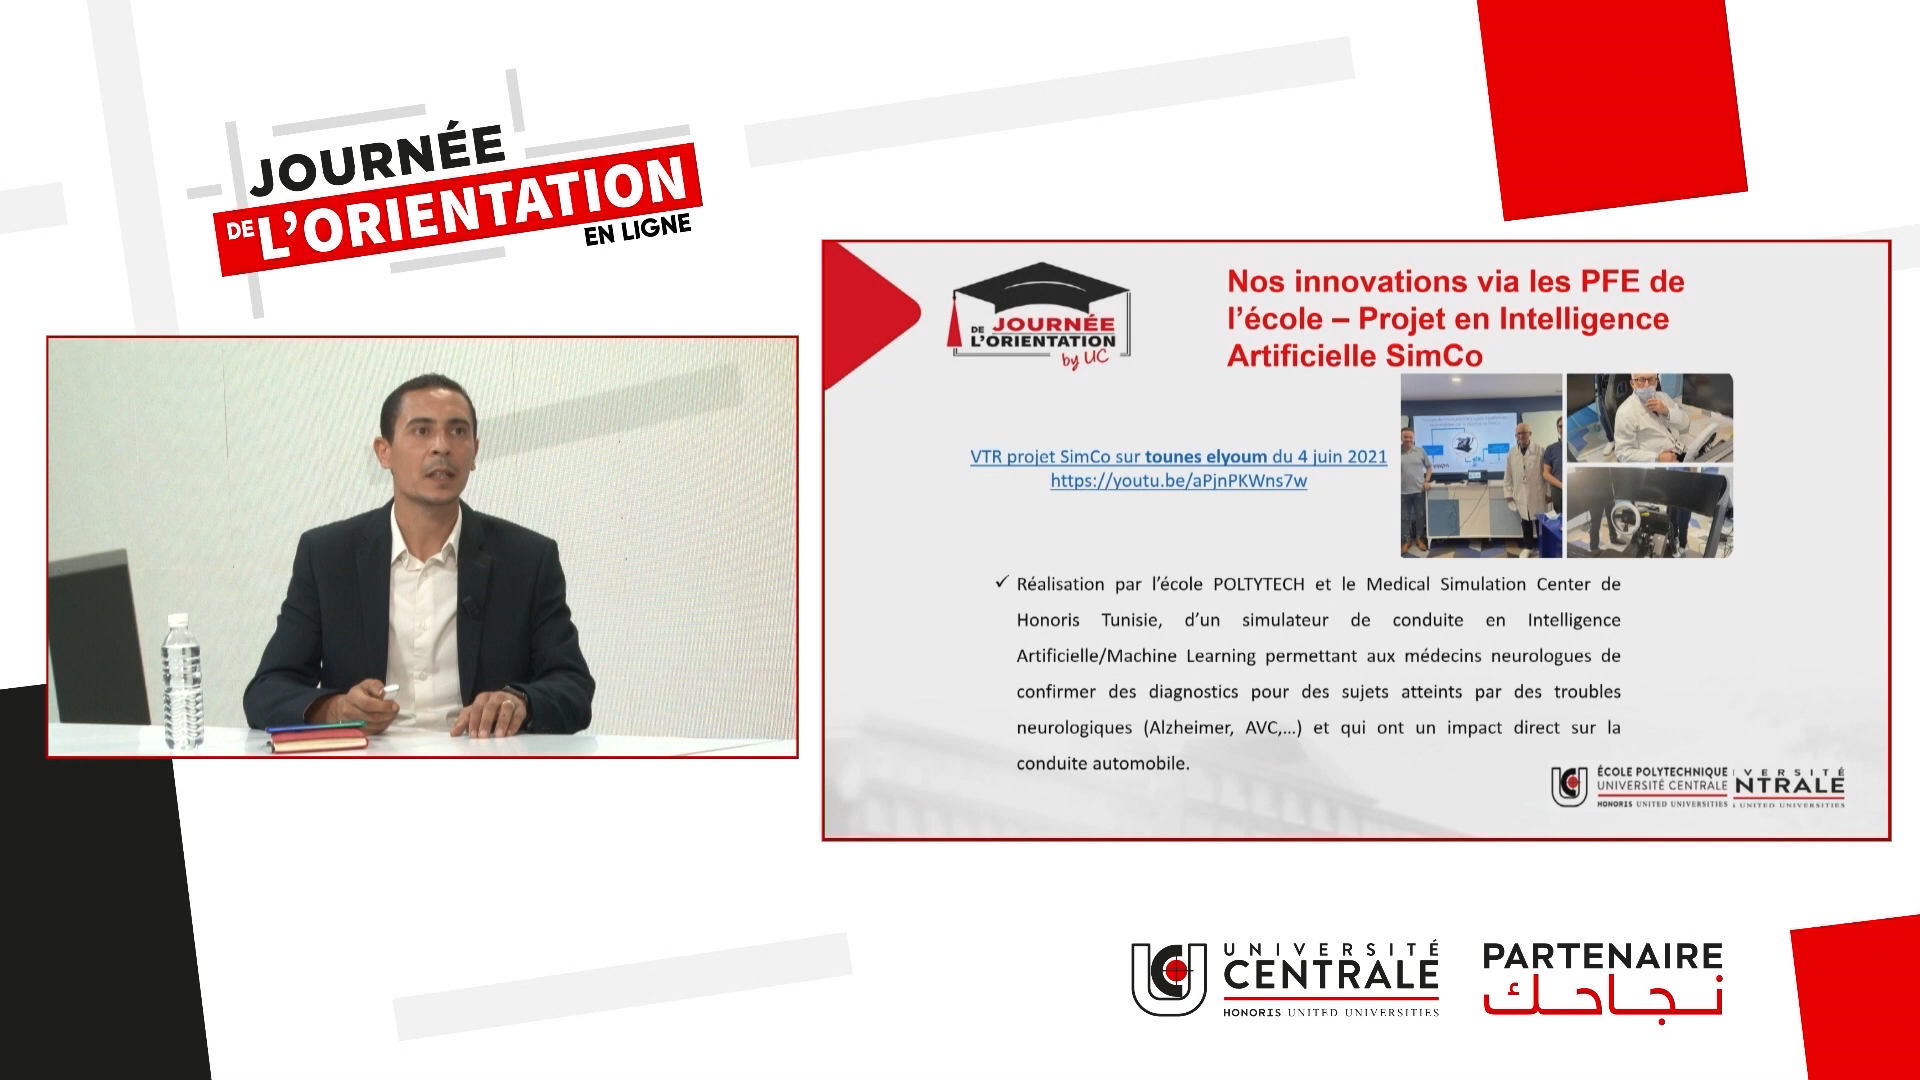 JOURNÉE
DE L'ORIENTATION
EN LIGNE
DE JOURNÉE
L'ORIENTATION
by UC
Nos innovations via les PFE de
l'école – Projet en Intelligence
Artificielle SimCo
VTR projet SimCo sur tounes elyoum du 4 juin 2021
https://youtu.be/aPjnPKWns7w
✓ Réalisation par l'école POLTYTECH et le Medical Simulation Center de
Honoris Tunisie, d'un simulateur de conduite en Intelligence
Artificielle/Machine Learning permettant aux médecins neurologues de
confirmer des diagnostics pour des sujets atteints par des troubles
neurologiques (Alzheimer, AVC,...) et qui ont un impact direct sur la
conduite automobile.
ÉCOLE POLYTECHNIQUE VERSITÉ
UNIVERSITÉ CENTRALE NTRALE
HONORIS UNITED UNIVERSITIES UNITED UNIVERSITIES
UNIVERSITÉ
CENTRALE
HONORIS UNITED UNIVERSITIES
PARTENAIRE
نجاحك